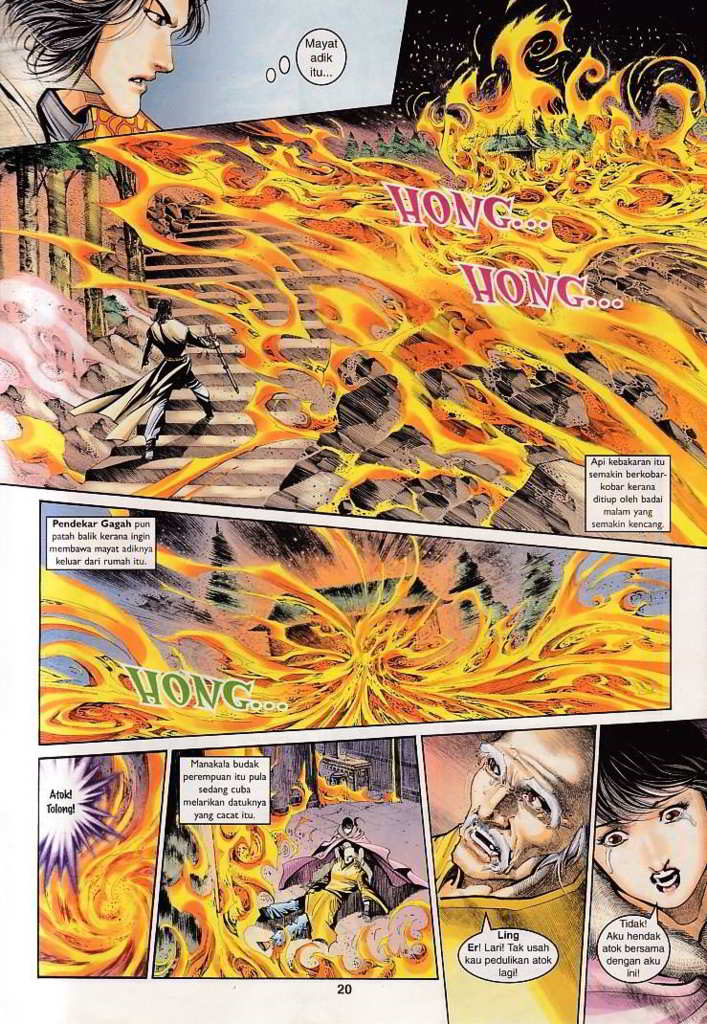 Mayat
adik
itu...
HONG...
HONG...
Api kebakaran itu
semakin berkobar-
kobar kerana
ditiup oleh badai
malam yang
semakin kencang.
Pendekar Gagah pun
patah balik kerana ingin
membawa mayat adiknya
keluar dari rumah itu.
HONG...
Atok!
Tolong!
Manakala budak
perempuan itu pula
sedang cuba
melarikan datuknya
yang cacat itu.
Ling
Er! Lari! Tak usah
kau pedulikan atok
lagi!
Tidak!
Aku hendak
atok bersama
dengan aku
ini!
20